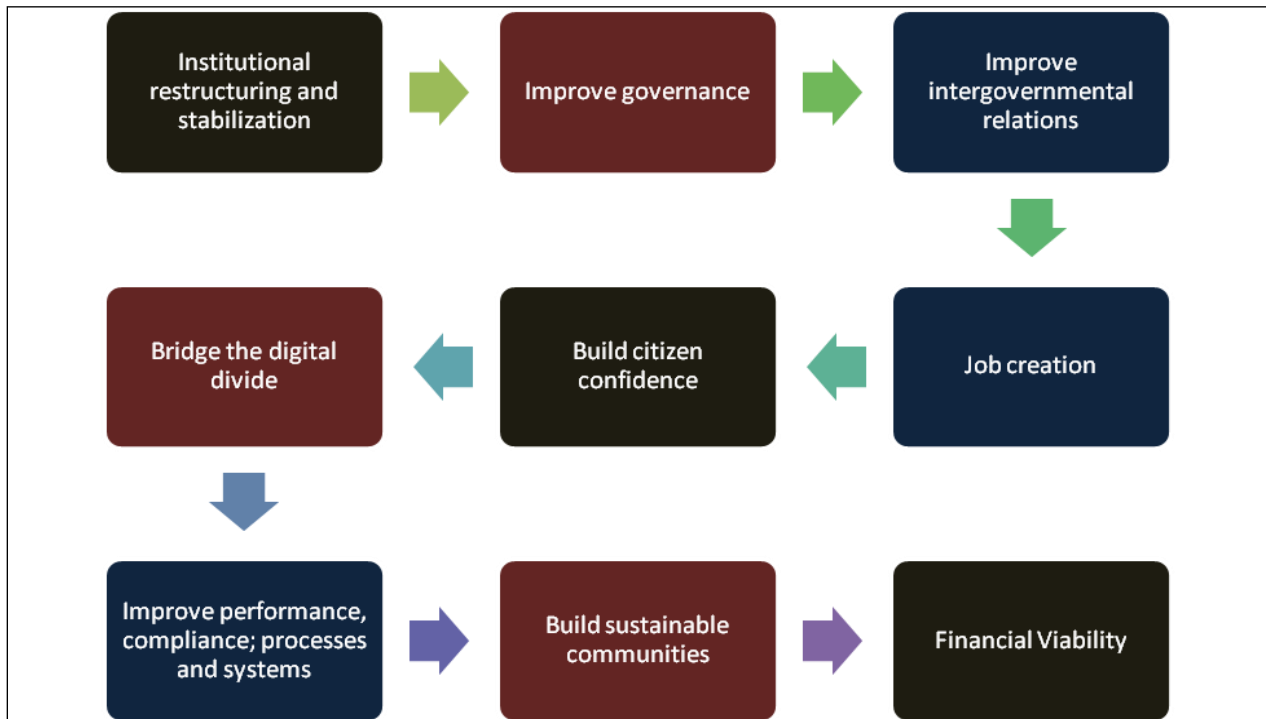 Institutional
restructuring and
stabilization
Improve governance
Improve
intergovernmental
relations
Job creation
Build citizen
confidence
Bridge the digital
divide
Improve performance,
compliance; processes
and systems
Build sustainable
communities
Financial Viability